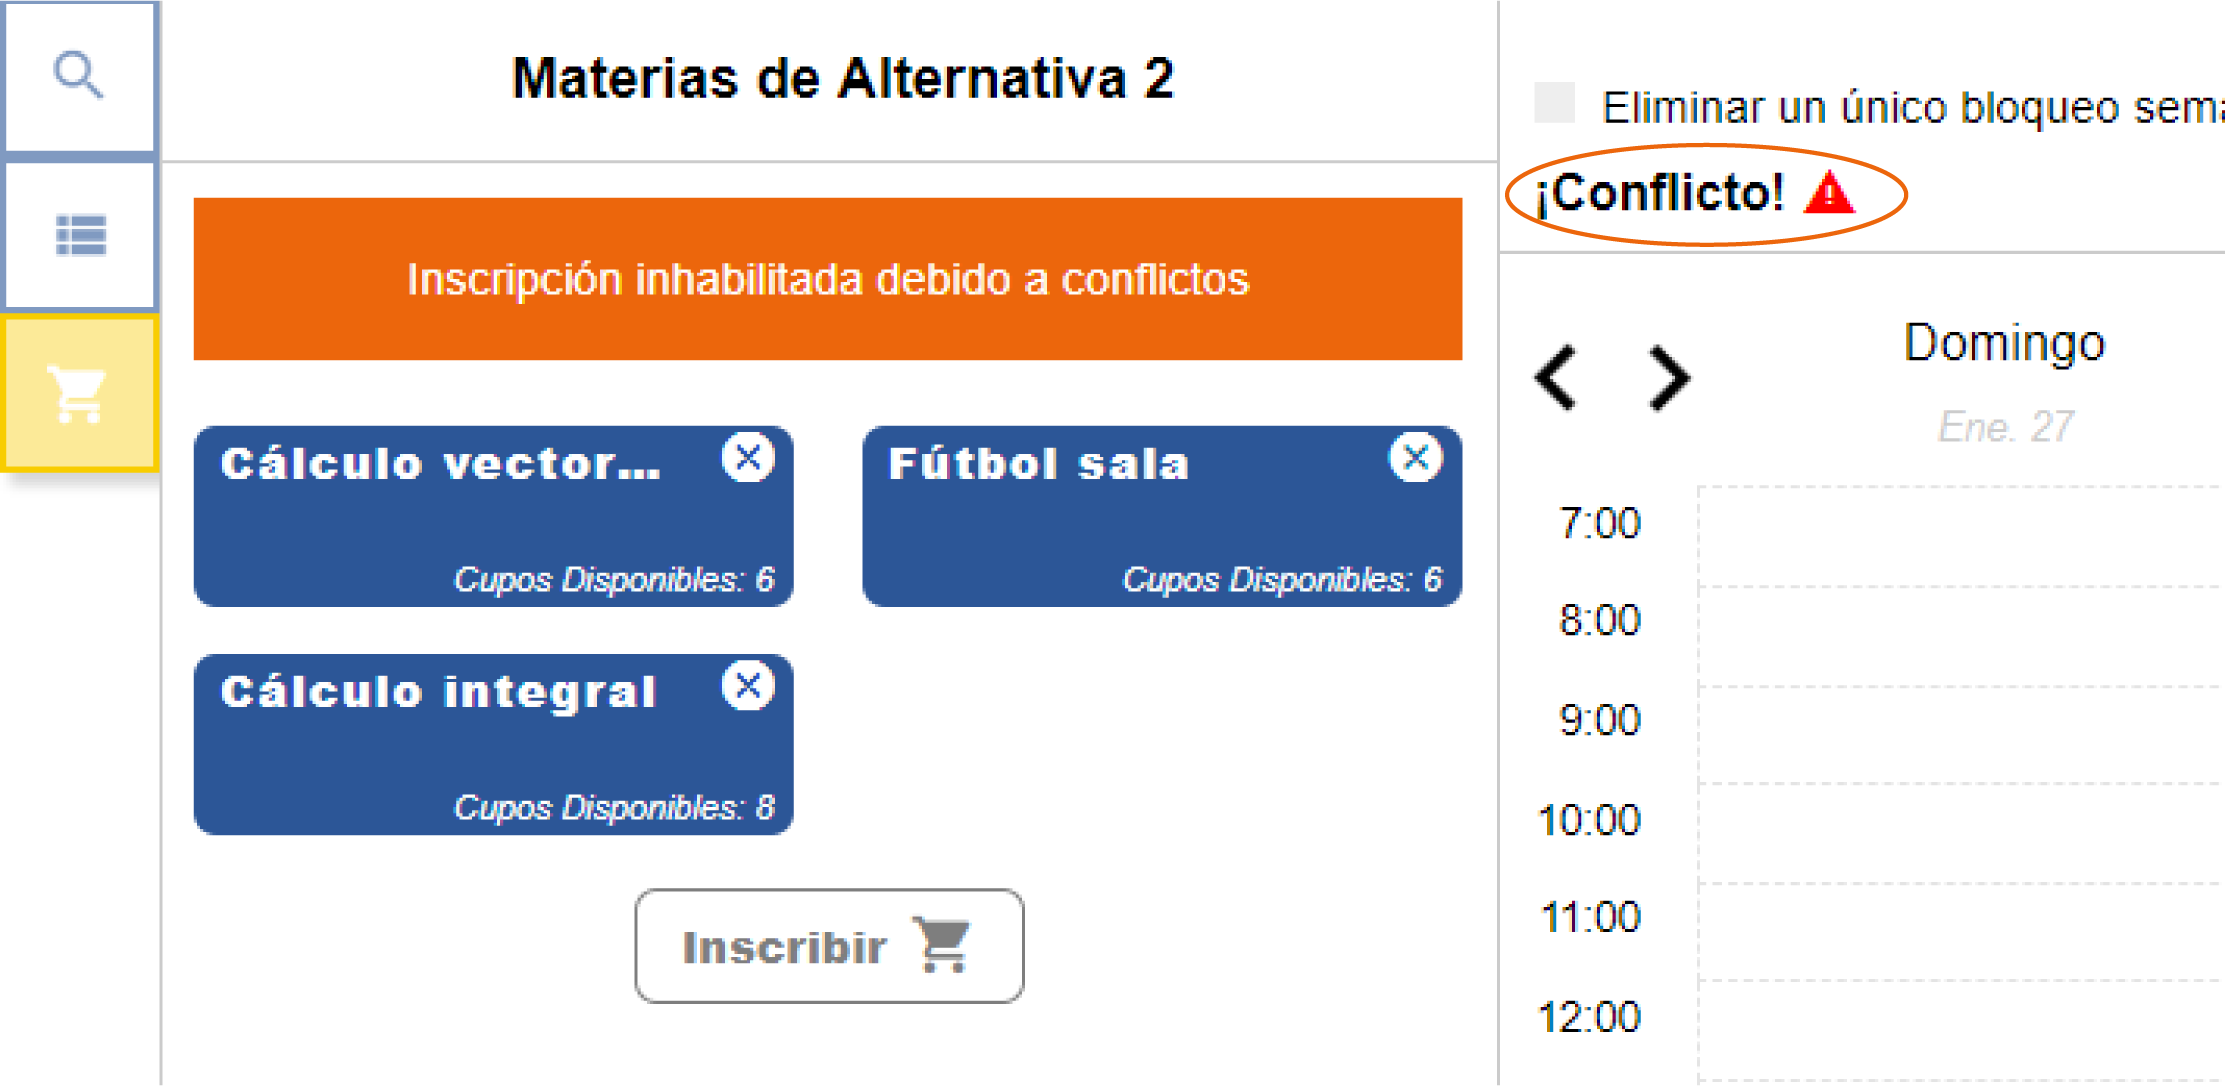 Materias de Alternativa 2
Inscripción inhabilitada debido a conflictos
Cálculo vector...
Cupos Disponibles: 6
Fútbol sala
Cupos Disponibles: 6
Cálculo integral
Cupos Disponibles: 8
Inscribir
Eliminar un único bloqueo
¡Conflicto!
Domingo
Ene. 27
7:00
8:00
9:00
10:00
11:00
12:00